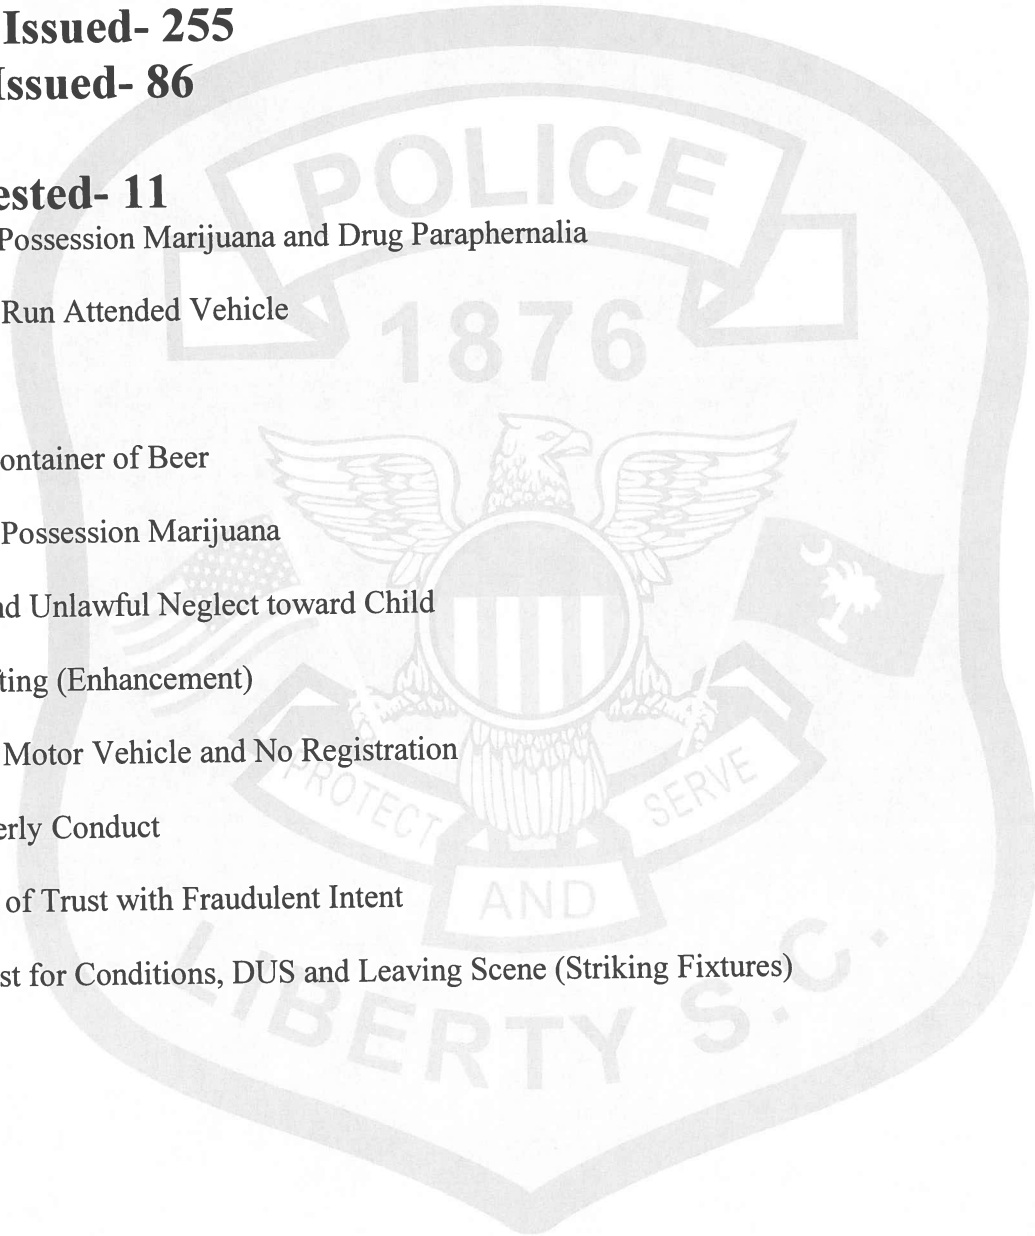 Issued- 255
Issued- 86
ested- 11
Possession Marijuana and Drug Paraphernalia
Run Attended Vehicle
ontainer of Beer
Possession Marijuana
nd Unlawful Neglect toward Child
ting (Enhancement)
Motor Vehicle and No Registration
erly Conduct
of Trust with Fraudulent Intent
st for Conditions, DUS and Leaving Scene (Striking Fixtures)
POLICE
1876
PROTECT
AND
SERVE
LIBERTY S.C.